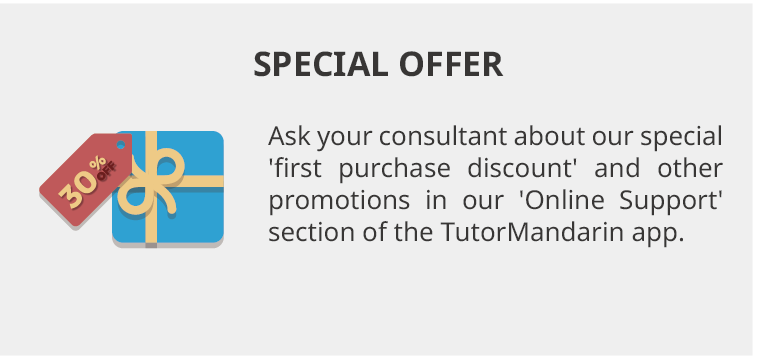 SPECIAL OFFER
30% OFF
Ask your consultant about our special
'first purchase discount' and other
promotions in our 'Online Support'
section of the TutorMandarin app.